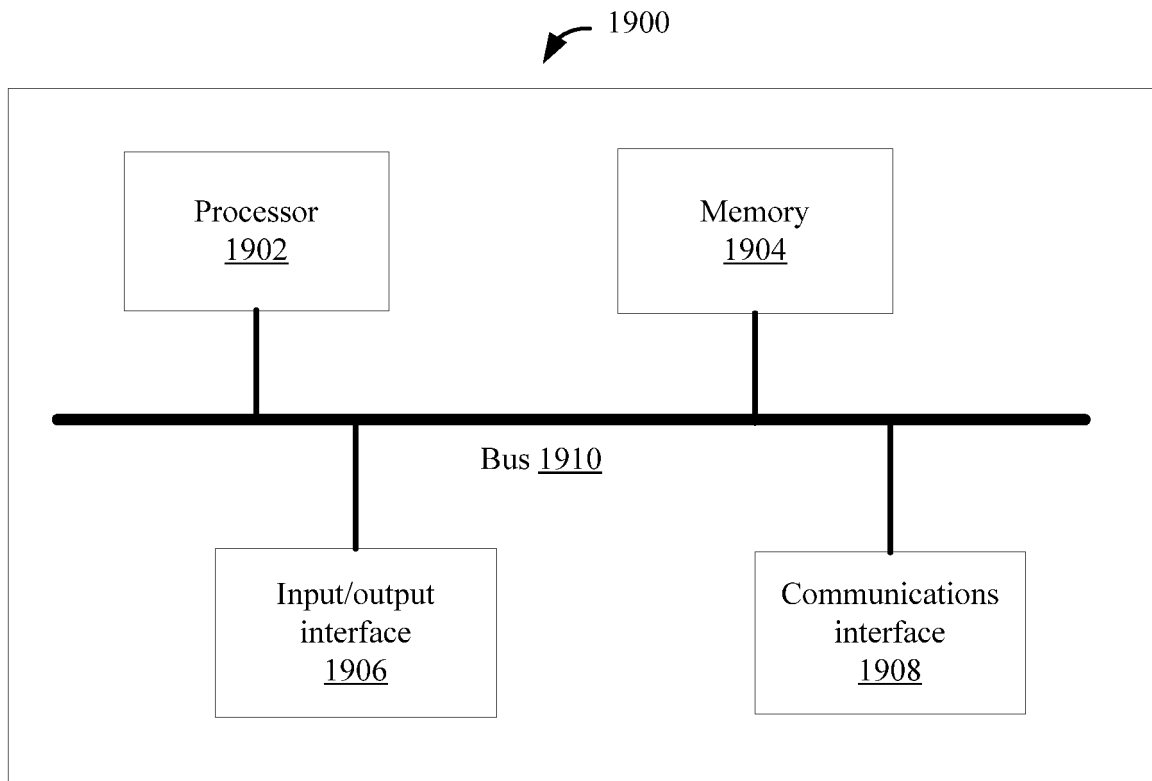 1900
Processor
1902
Memory
1904
Bus 1910
Input/output
interface
1906
Communications
interface
1908